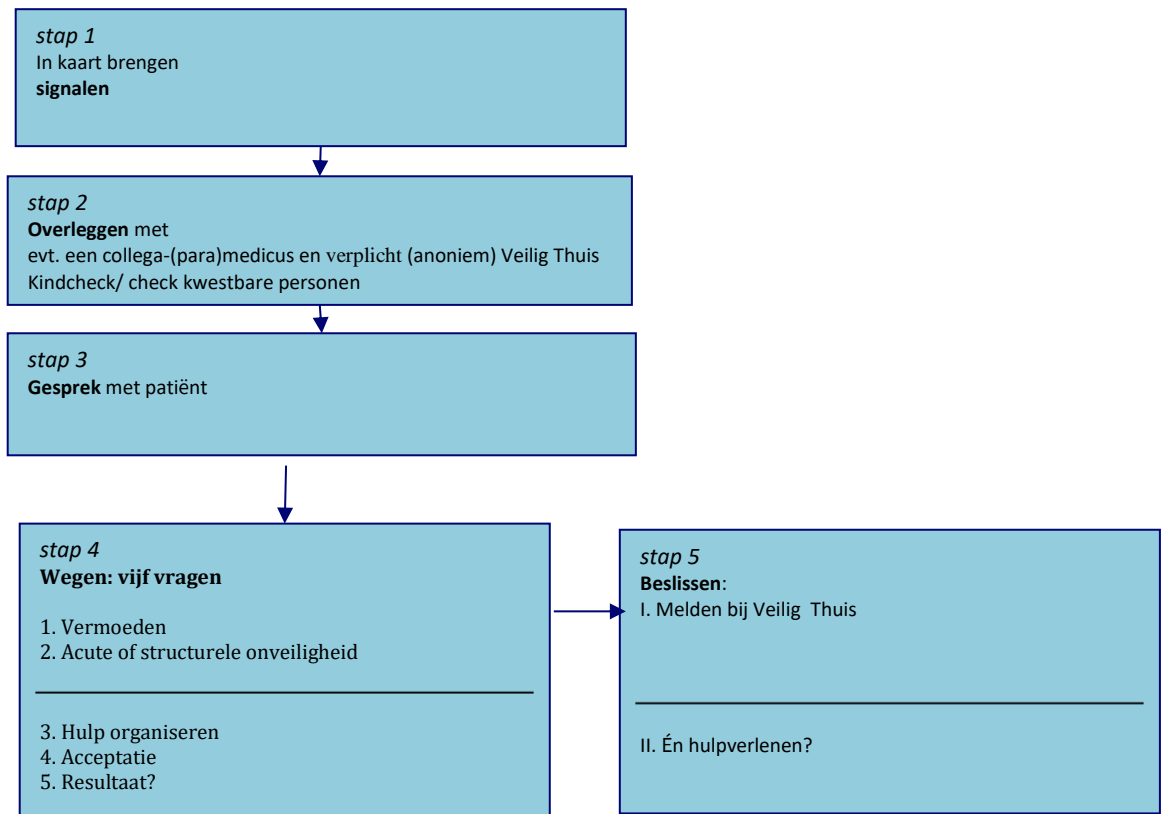 stap 1
In kaart brengen
signalen
stap 2
Overleggen met
evt. een collega-(para)medicus en verplicht (anoniem) Veilig Thuis
Kindcheck/ check kwestbare personen
stap 3
Gesprek met patiënt
stap 4
Wegen: vijf vragen
1. Vermoeden
2. Acute of structurele onveiligheid
3. Hulp organiseren
4. Acceptatie
5. Resultaat?
stap 5
Beslissen:
I. Melden bij Veilig  Thuis
II. Én hulpverlenen?